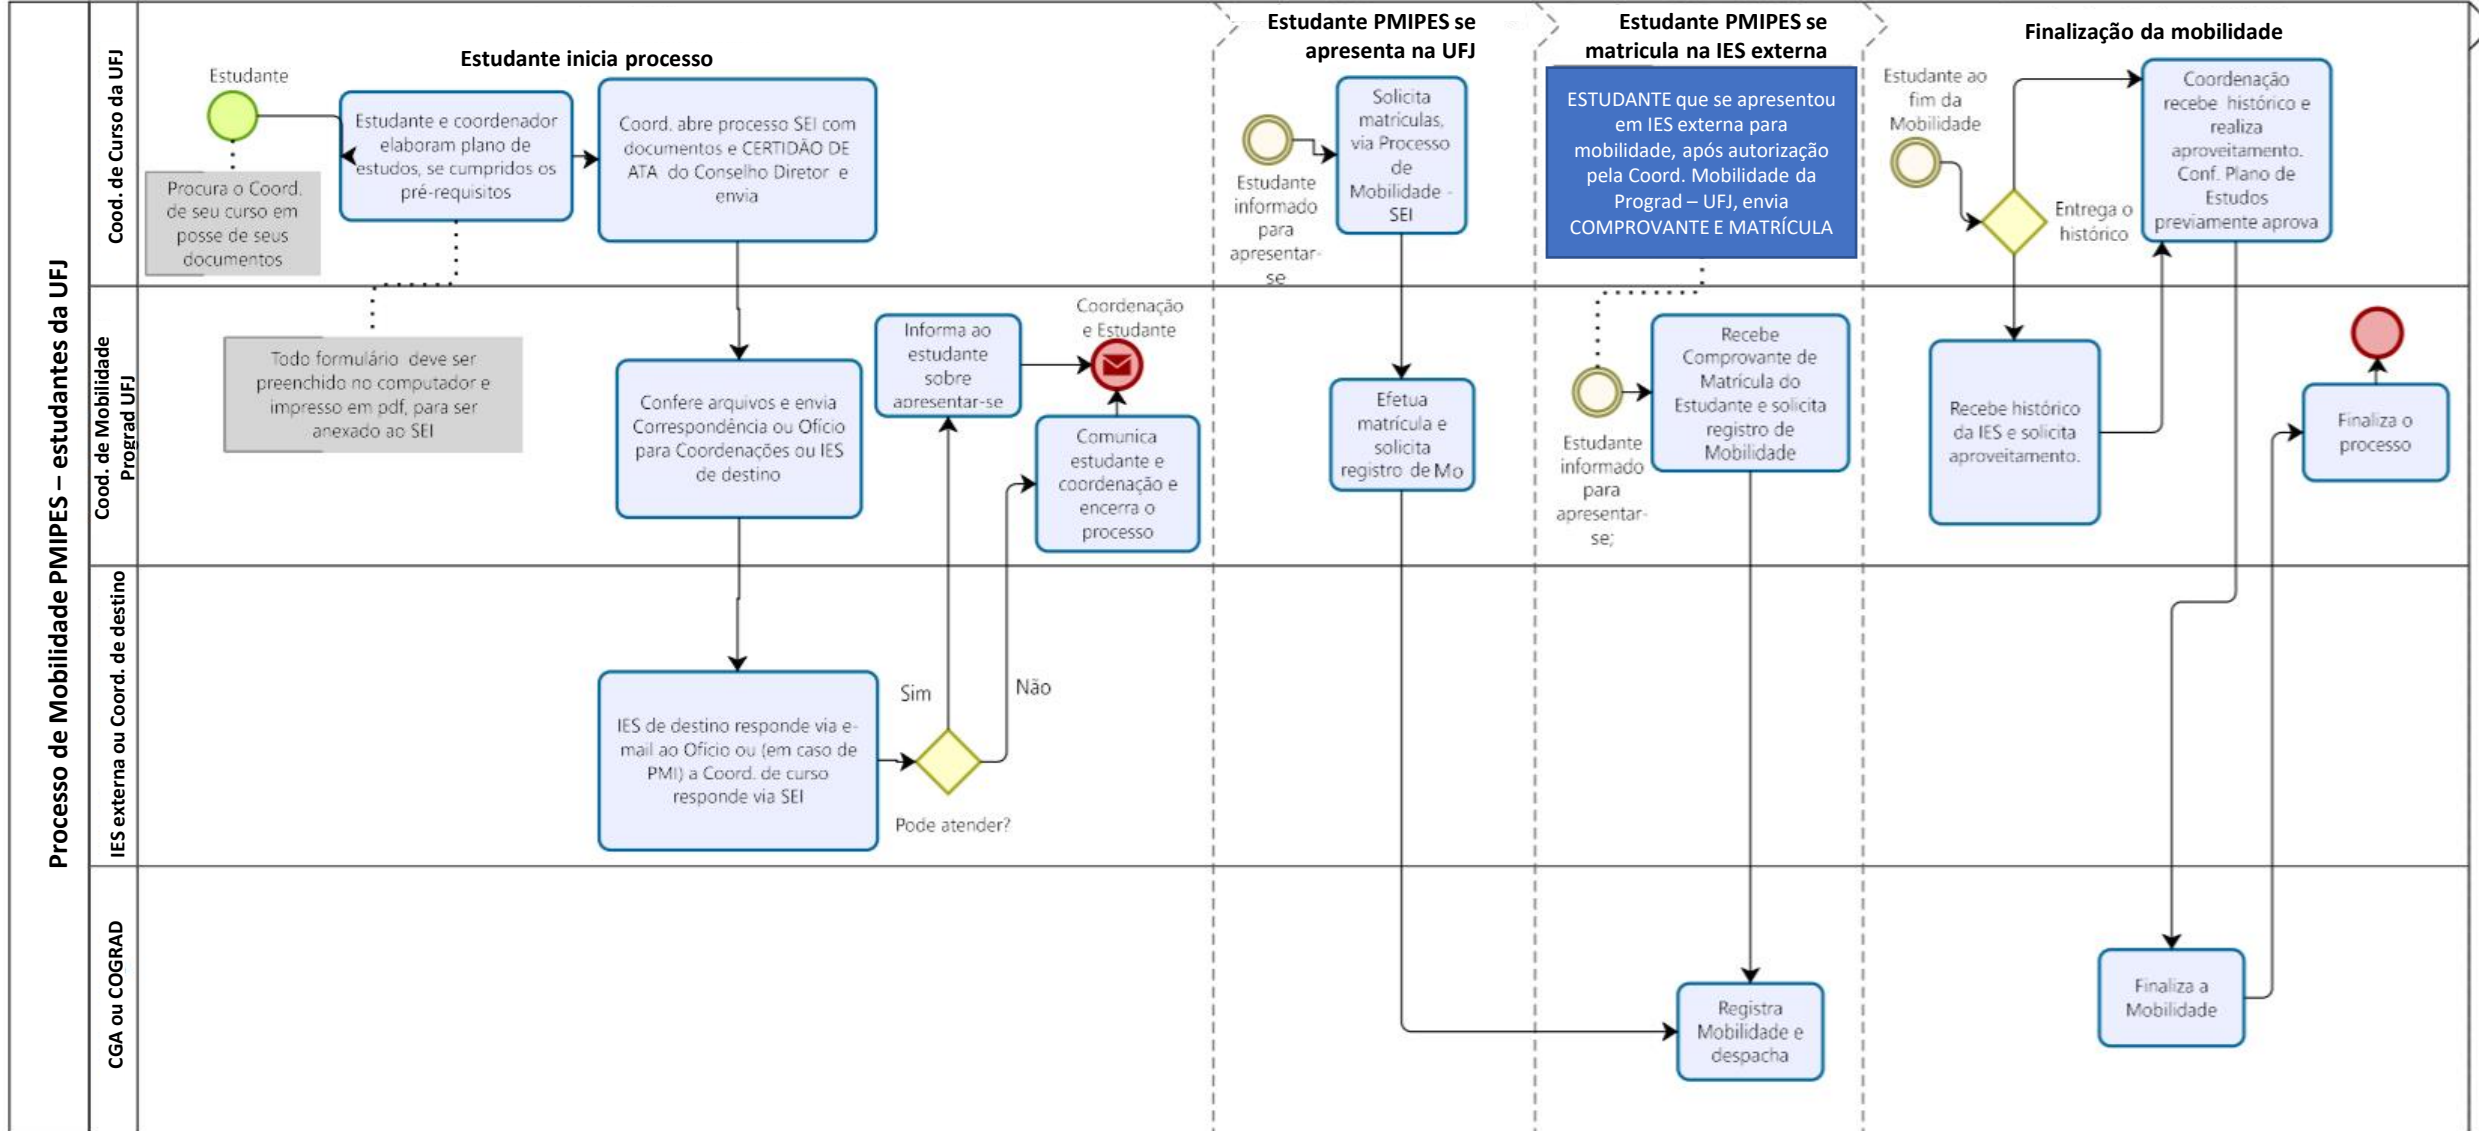 Processo de Mobilidade PMIPES – estudantes da UFJ
Cood. de Curso da UFJ
Estudante inicia processo
Estudante
Procura o Coord.
de seu curso em
posse de seus
documentos
Estudante e coordenador
elaboram plano de
estudos, se cumpridos os
pré-requisitos
Coord. abre processo SEI com
documentos e CERTIDÃO DE
ATA do Conselho Diretor e
envia
Estudante PMIPES se
apresenta na UFJ
Estudante
informado
para
apresentar-
se
Solicita
matrículas,
via Processo
de
Mobilidade -
SEI
Estudante PMIPES se
matricula na IES externa
ESTUDANTE que se apresentou
em IES externa para
mobilidade, após autorização
pela Coord. Mobilidade da
Prograd – UFJ, envia
COMPROVANTE E MATRÍCULA
Finalização da mobilidade
Estudante ao
fim da
Mobilidade
Entrega o
histórico
Coordenação
recebe histórico e
realiza
aproveitamento.
Conf. Plano de
Estudos
previamente aprova
Cood. de Mobilidade
Prograd UFJ
Todo formulário deve ser
preenchido no computador e
impresso em pdf, para ser
anexado ao SEI
Confere arquivos e envia
Correspondência ou Ofício
para Coordenações ou IES
de destino
Informa ao
estudante
sobre
apresentar-se
Coordenação
e Estudante
Comunica
estudante e
coordenação e
encerra o
processo
Efetua
matrícula e
solicita
registro de Mo
Estudante
informado
para
apresentar-
se;
Recebe
Comprovante de
Matrícula do
Estudante e solicita
registro de
Mobilidade
Recebe histórico
da IES e solicita
aproveitamento.
Finaliza o
processo
IES externa ou Coord. de destino
IES de destino responde via e-
mail ao Ofício ou (em caso de
PMI) a Coord. de curso
responde via SEI
Sim
Não
Pode atender?
CGA ou COGRAD
Registra
Mobilidade e
despacha
Finaliza a
Mobilidade